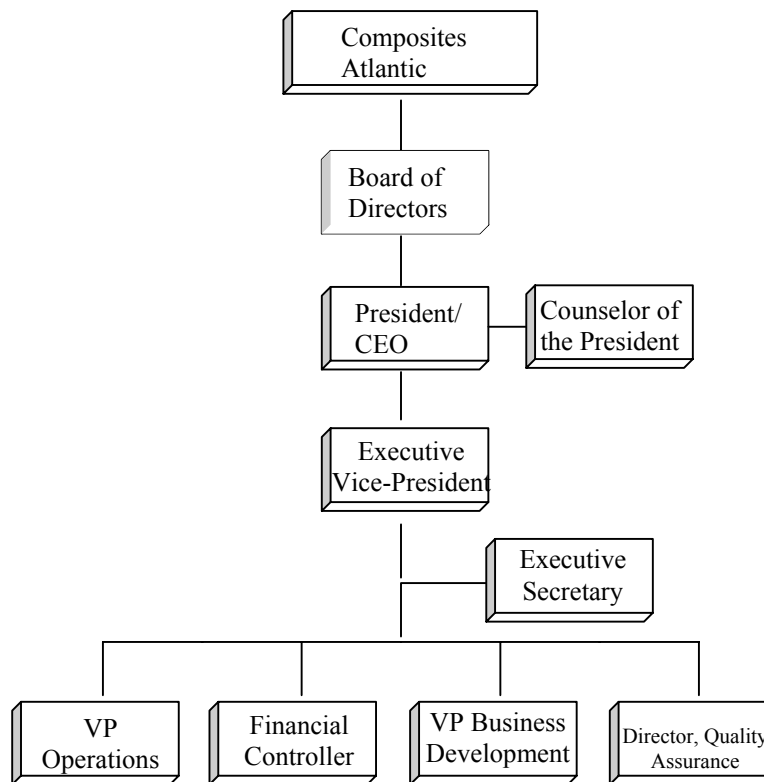 Composites
Atlantic
Board of
Directors
President/
CEO
Counselor of
the President
Executive
Vice-President
Executive
Secretary
VP
Operations
Financial
Controller
VP Business
Development
Director, Quality
Assurance